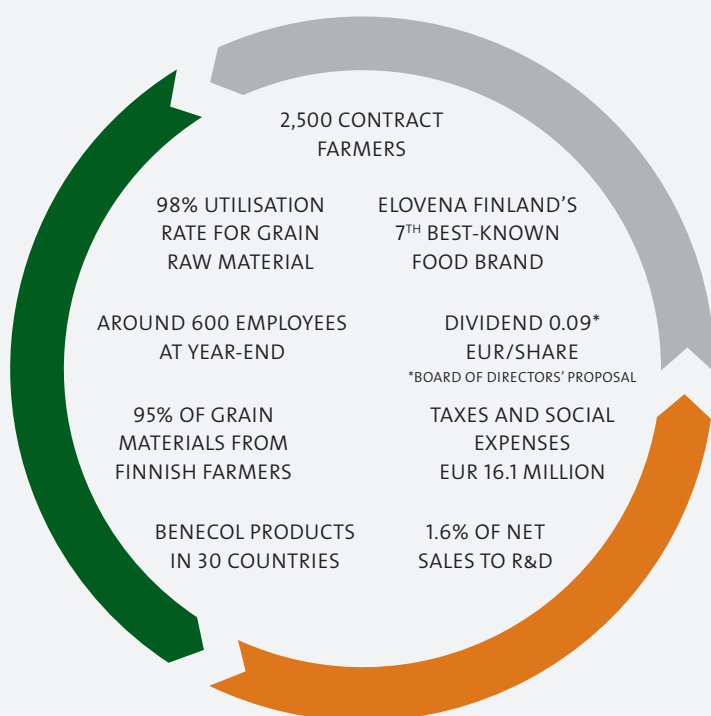 2,500 CONTRACT
FARMERS
98% UTILISATION
RATE FOR GRAIN
RAW MATERIAL
ELOVENA FINLAND'S
7TH BEST-KNOWN
FOOD BRAND
AROUND 600 EMPLOYEES
AT YEAR-END
DIVIDEND 0.09*
EUR/SHARE
*BOARD OF DIRECTORS' PROPOSAL
95% OF GRAIN
MATERIALS FROM
FINNISH FARMERS
TAXES AND SOCIAL
EXPENSES
EUR 16.1 MILLION
BENECOL PRODUCTS
IN 30 COUNTRIES
1.6% OF NET
SALES TO R&D